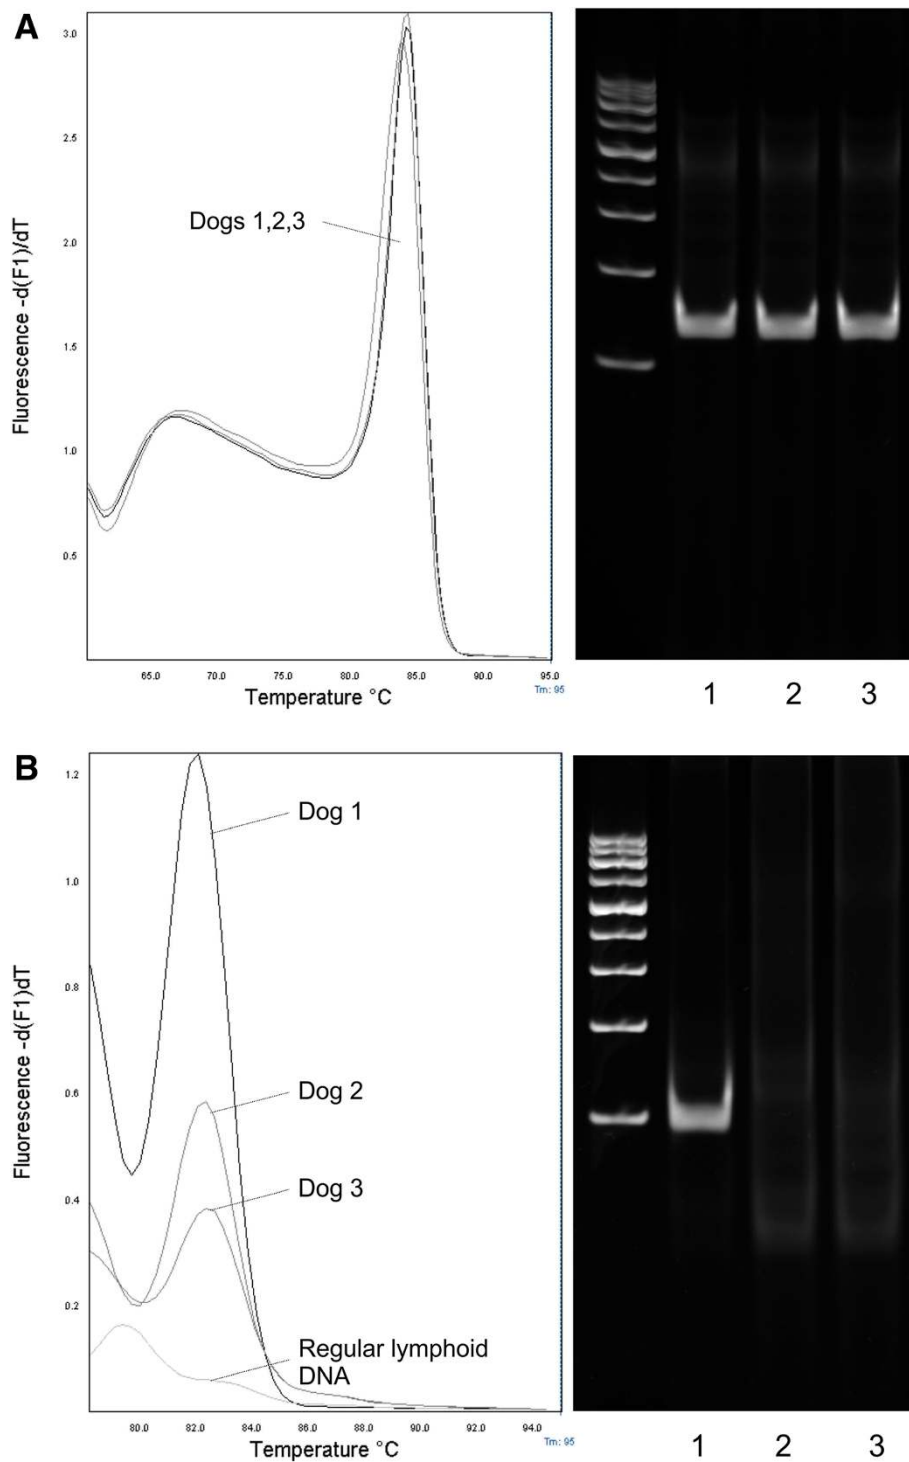 A
3.0
2.5
2.0
1.5
1.0
0.5
Fluorescence -d(F1)/dT
Dogs 1,2,3
65.0 70.0 75.0 80.0 85.0 90.0 95.0
Temperature °C
Tm: 95
1 2 3
B
1.2
1.0
0.8
0.6
0.4
0.2
Fluorescence -d(F1)dT
Dog 1
Dog 2
Dog 3
Regular lymphoid
DNA
80.0 82.0 84.0 86.0 88.0 90.0 92.0 94.0
Temperature °C
Tm: 95
1 2 3